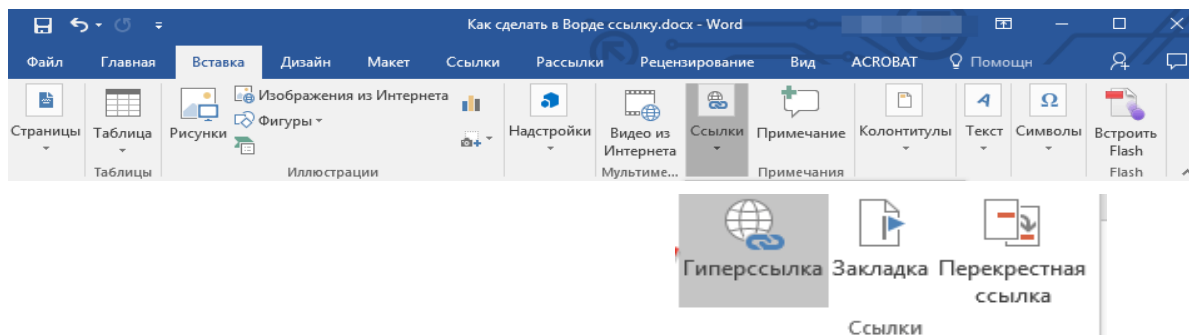 Как сделать в Ворде ссылку.docx - Word
Файл Главная Вставка Дизайн Макет Ссылки Рассылки Рецензирование Вид ACROBAT Помощн
Изображения из Интернета
Фигуры
Страницы Таблица Рисунки Надстройки Видео из Ссылки Примечание Колонтитулы Текст Символы Встроить
Интернета Flash
Таблицы Иллюстрации Мультиме... Примечания Flash
Гиперссылка Закладка Перекрестная
ссылка
Ссылки